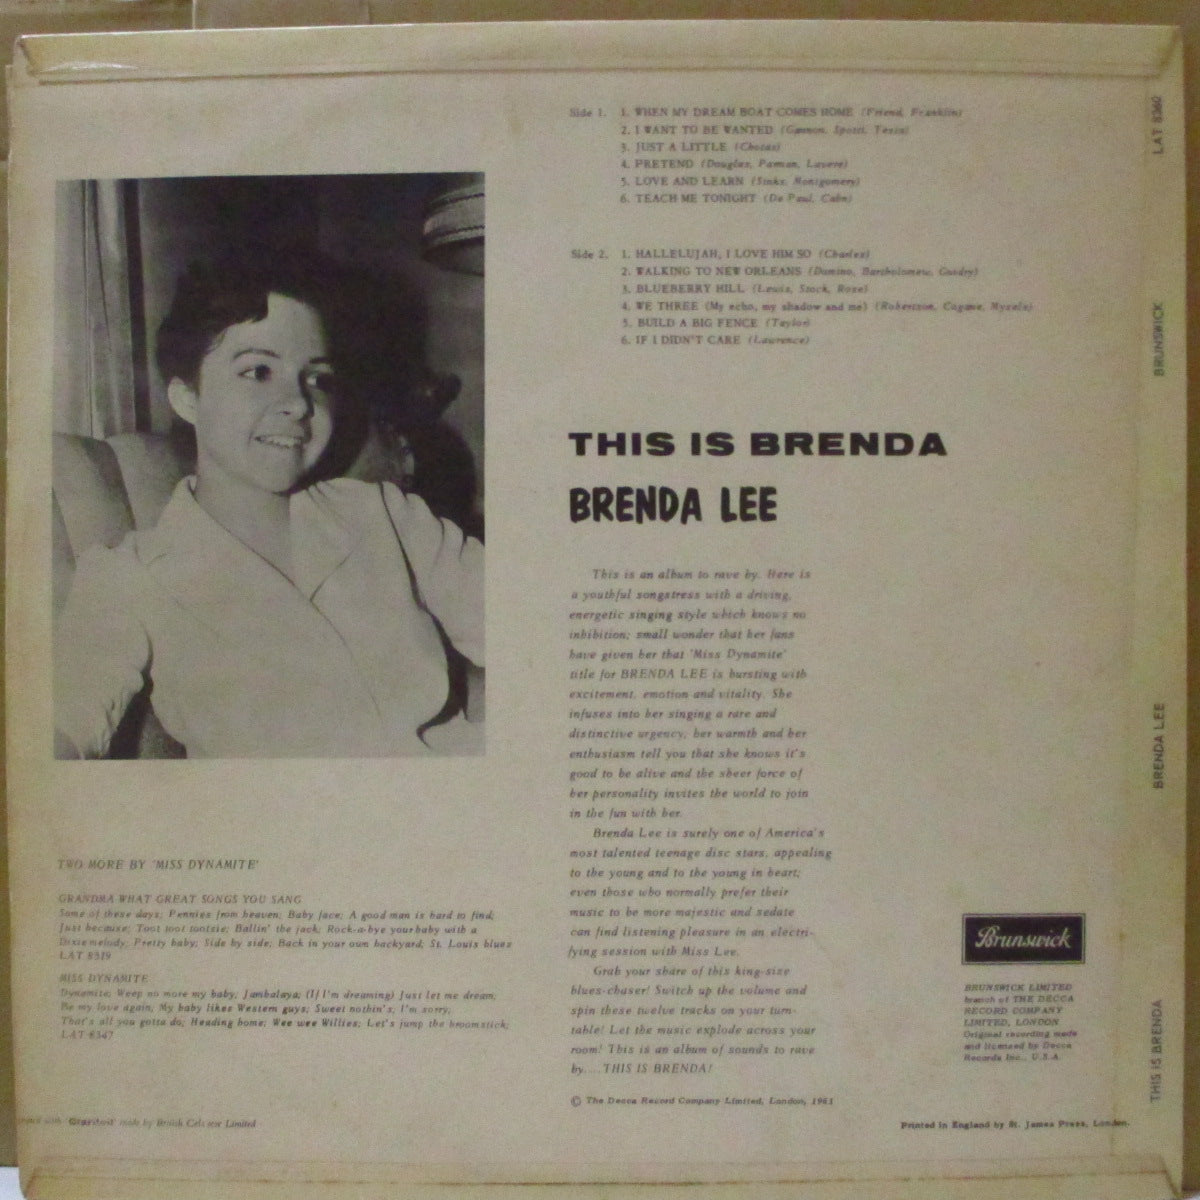 Side 1. 1. WHEN MY DREAM BOAT COMES HOME (Friend, Franklin)
2. I WANT TO BE WANTED (Gannon, Spotti, Testa)
3. JUST A LITTLE (Chotas)
4. PRETEND (Douglas, Parman, Lavere)
5. LOVE AND LEARN (Sinks, Montgomery)
6. TEACH ME TONIGHT (De Paul, Cahn)
Side 2. 1. HALLELUJAH, I LOVE HIM SO (Charles)
2. WALKING TO NEW ORLEANS (Domino, Bartholomew, Guidry)
3. BLUEBERRY HILL (Lewis, Stock, Rose)
4. WE THREE (My echo, my shadow and me) (Robertson, Cogane, Mysels)
5. BUILD A BIG FENCE (Taylor)
6. IF I DIDN'T CARE (Lawrence)
THIS IS BRENDA
BRENDA LEE
This is an album to rave by. Here is
a youthful songstress with a driving,
energetic singing style which knows no
inhibition; small wonder that her fans
have given her that 'Miss Dynamite'
title for BRENDA LEE is bursting with
excitement, emotion and vitality. She
infuses into her singing a rare and
distinctive urgency; her warmth and her
enthusiasm tell you that she knows it's
good to be alive and the sheer force of
her personality invites the world to join
in the fun with her.
Brenda Lee is surely one of America's
most talented teenage disc stars, appealing
to the young and to the young in heart;
even those who normally prefer their
music to be more majestic and sedate
can find listening pleasure in an electri-
fying session with Miss Lee.
Grab your share of this king-size
blues-chaser! Switch up the volume and
spin these twelve tracks on your turn-
table! Let the music explode across your
room! This is an album of sounds to rave
by....THIS IS BRENDA!
© The Decca Record Company Limited, London, 1961
TWO MORE BY 'MISS DYNAMITE'
GRANDMA WHAT GREAT SONGS YOU SANG
Some of these days; Pennies from heaven; Baby face; A good man is hard to find;
Just because; Toot toot tootsie; Ballin' the jack; Rock-a-bye your baby with a
Dixie melody; Pretty baby; Side by side; Back in your own backyard; St. Louis blues
LAT 8319
MISS DYNAMITE
Dynamite; Weep no more my baby; Jambalaya; (If I'm dreaming) Just let me dream;
Be my love again; My baby likes Western guys; Sweet nothin's; I'm sorry;
That's all you gotta do; Heading home; Wee wee Willies; Let's jump the broomstick;
LAT 8347
Brunswick
BRUNSWICK LIMITED
branch of THE DECCA
RECORD COMPANY
LIMITED, LONDON
Original recording made
and licensed by Decca
Records Inc., U.S.A.
with 'Clarifoil' made by British Celanese Limited
Printed in England by St. James Press, London.
LAT 8360
BRUNSWICK
BRENDA LEE
THIS IS BRENDA